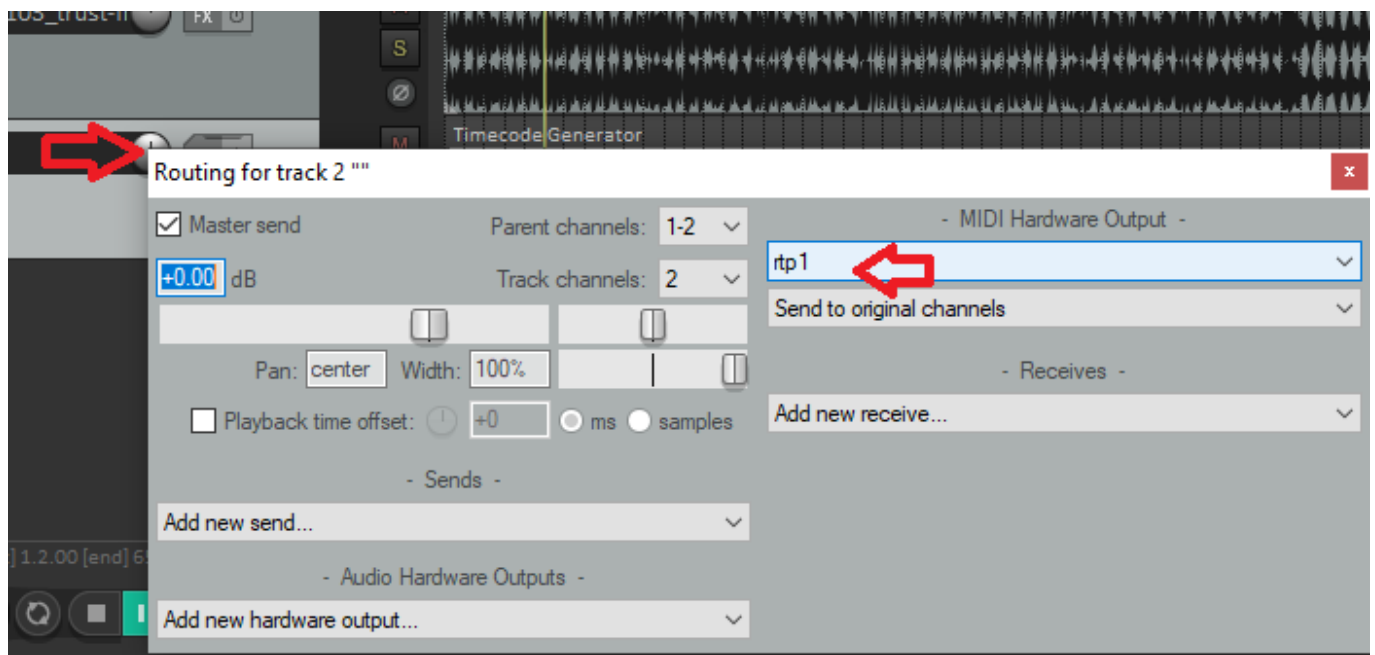 FX
S
Ø
M
Timecode Generator
Routing for track 2 ""
x
Master send
Parent channels: 1-2
+0.00 dB
Track channels: 2
Pan: center Width: 100%
Playback time offset: +0 ms samples
- Sends -
Add new send...
- Audio Hardware Outputs -
Add new hardware output...
- MIDI Hardware Output -
rtp1
Send to original channels
- Receives -
Add new receive...
] 1.2.00 [end] 6